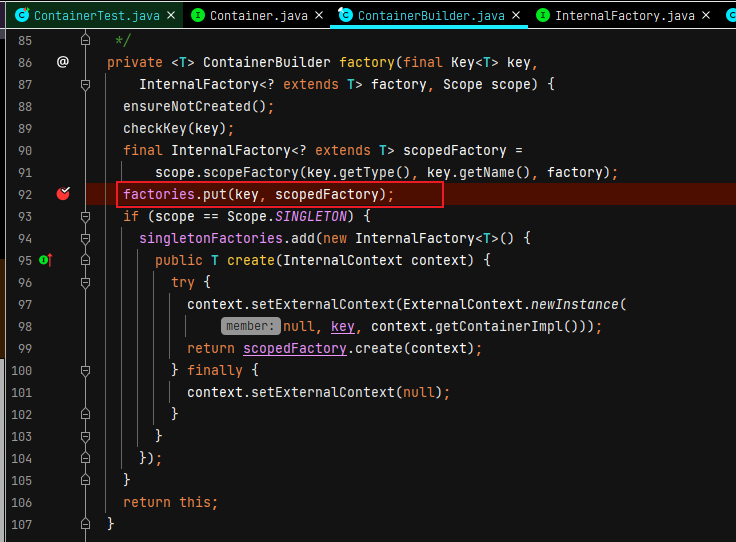 ContainerTest.java × Container.java × ContainerBuilder.java × InternalFactory.java ×
85 */
86 @ private <T> ContainerBuilder factory(final Key<T> key,
87 InternalFactory<? extends T> factory, Scope scope) {
88 ensureNotCreated();
89 checkKey(key);
90 final InternalFactory<? extends T> scopedFactory =
91 scope.scopeFactory(key.getType(), key.getName(), factory);
92 factories.put(key, scopedFactory);
93 if (scope == Scope.SINGLETON) {
94 singletonFactories.add(new InternalFactory<T>() {
95 public T create(InternalContext context) {
96 try {
97 context.setExternalContext(ExternalContext.newInstance(
98 member: null, key, context.getContainerImpl()));
99 return scopedFactory.create(context);
100 } finally {
101 context.setExternalContext(null);
102 }
103 }
104 });
105 }
106 return this;
107 }